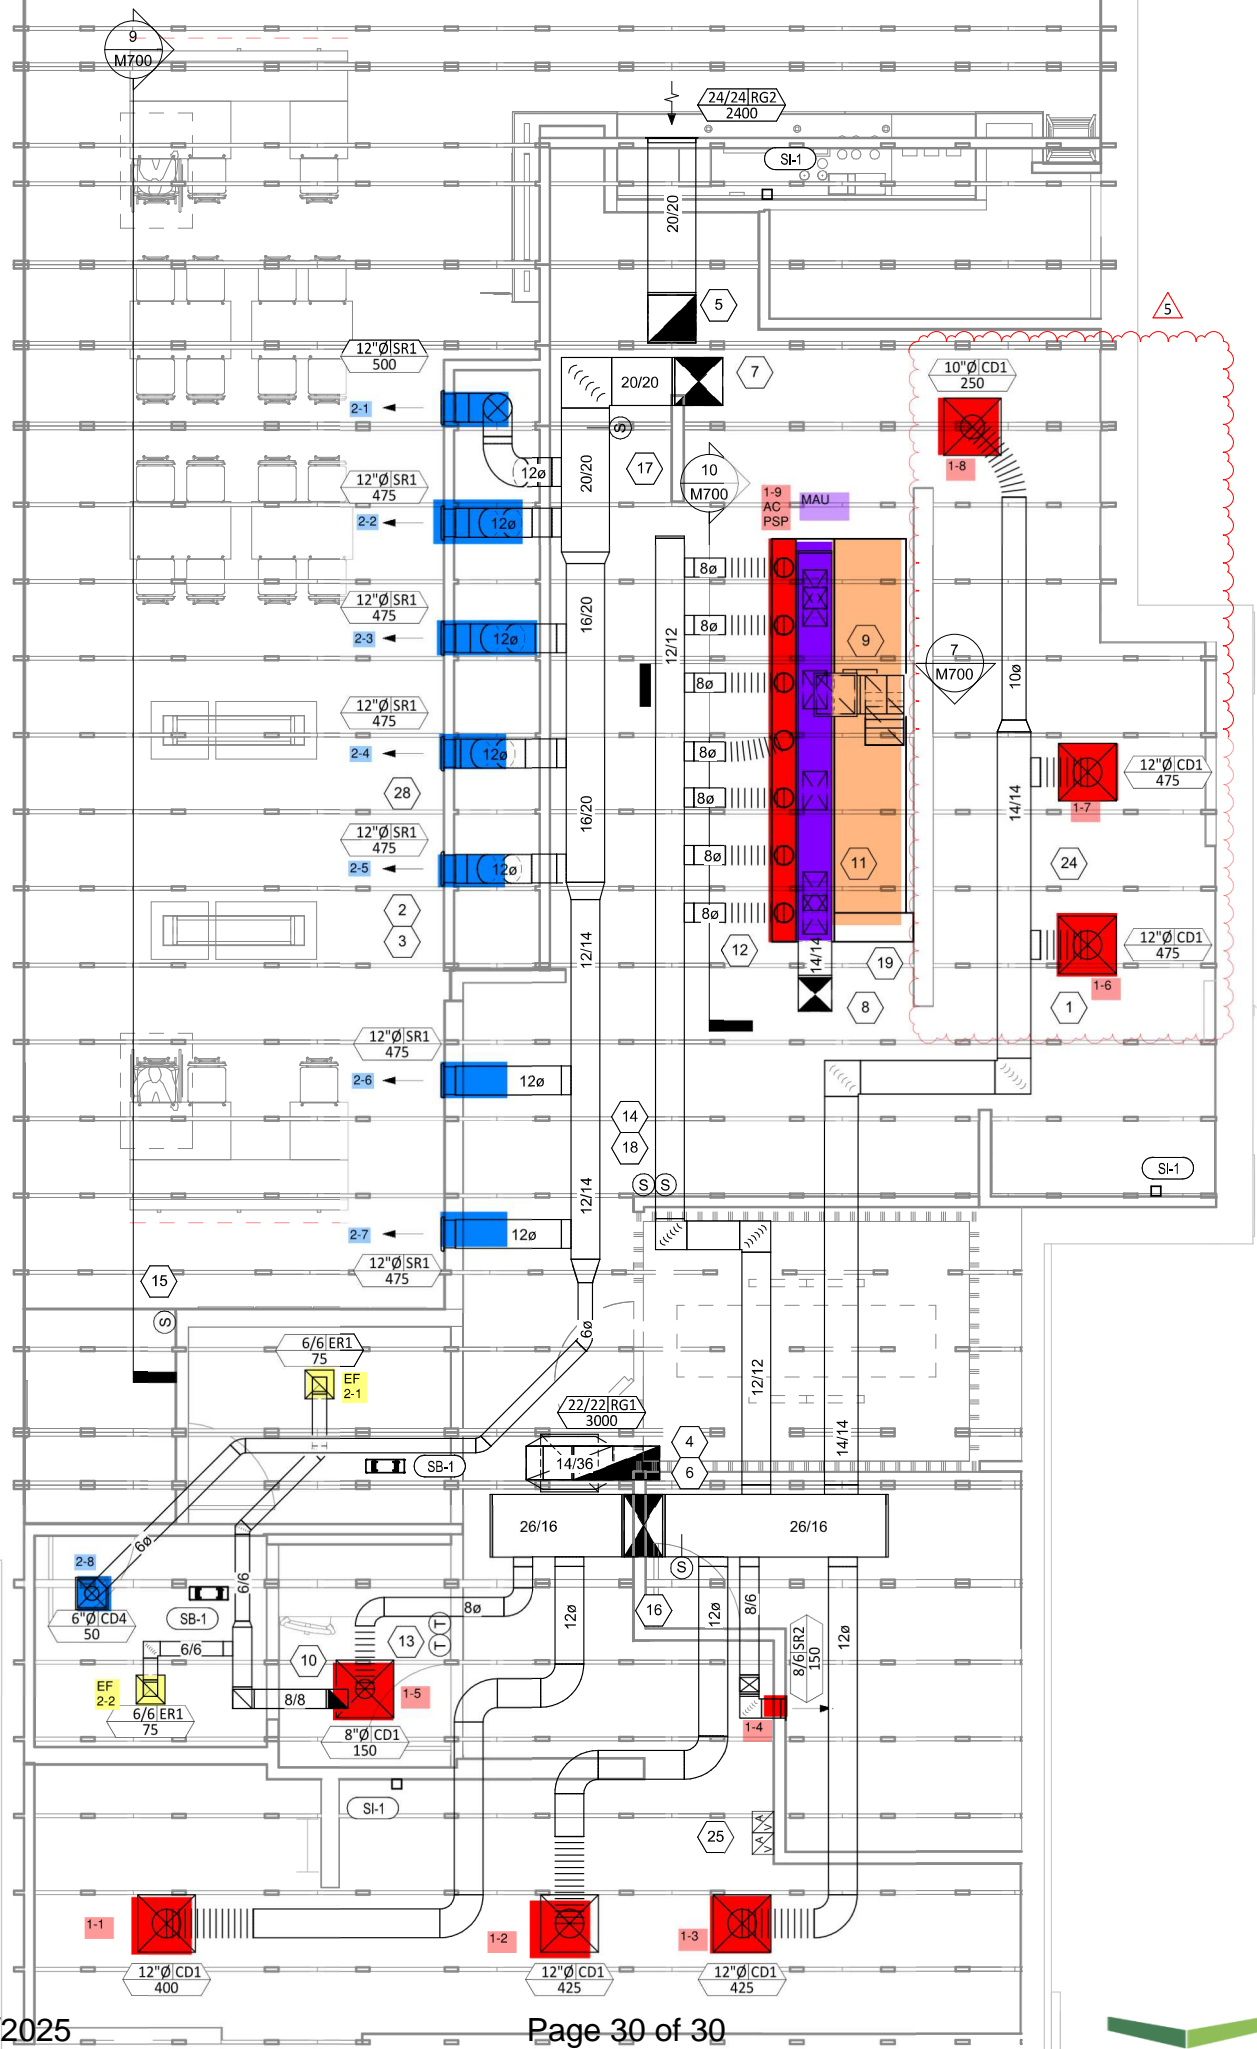 9
M700
24/24 RG2
2400
SI-1
20/20
5
5
12"Ø SR1
500
20/20
7
10"Ø CD1
250
2-1
S
12ø
20/20
17
10
M700
1-8
12"Ø SR1
475
1-9
AC
PSP
MAU
2-2
12ø
8ø
12"Ø SR1
475
16/20
8ø
2-3
12ø
12/12
9
7
M700
10ø
8ø
12"Ø SR1
475
2-4
12ø
8ø
12"Ø CD1
475
28
16/20
8ø
14/14
1-7
12"Ø SR1
475
2-5
12ø
8ø
11
24
2
3
8ø
12/14
12
14/14
19
12"Ø CD1
475
1-6
8
1
12"Ø SR1
475
2-6
12ø
14
18
SI-1
S
S
12/14
2-7
12ø
12"Ø SR1
475
15
S
6ø
6/6 ER1
75
EF
2-1
12/12
22/22 RG1
3000
14/14
4
14/36
SB-1
6
26/16
26/16
6ø
2-8
S
6/6
6"Ø CD4
50
SB-1
8ø
12ø
16
12ø
8/6
8/6 SR2
150
12ø
T
T
13
6/6
10
EF
2-2
8/8
1-5
6/6 ER1
75
1-4
8"Ø CD1
150
SI-1
25
V A
V A
1-1
1-2
1-3
12"Ø CD1
400
12"Ø CD1
425
12"Ø CD1
425
2025
Page 30 of 30